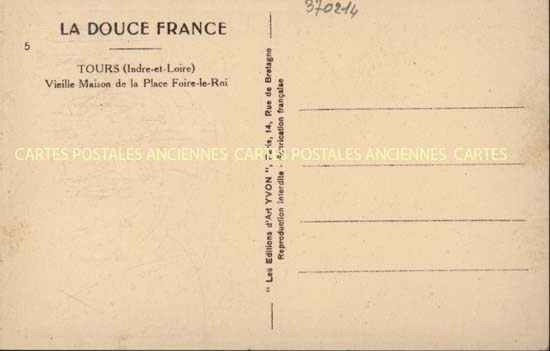 370214
LA DOUCE FRANCE
5
TOURS (Indre-et-Loire)
Vieille Maison de la Place Foire-le-Roi
CARTES POSTALES ANCIENNES CARTES POSTALES ANCIENNES CARTES
" Les Editions d'Art YVON ", Paris, 14, Rue de Bretagne
Reproduction interdite - Fabrication française